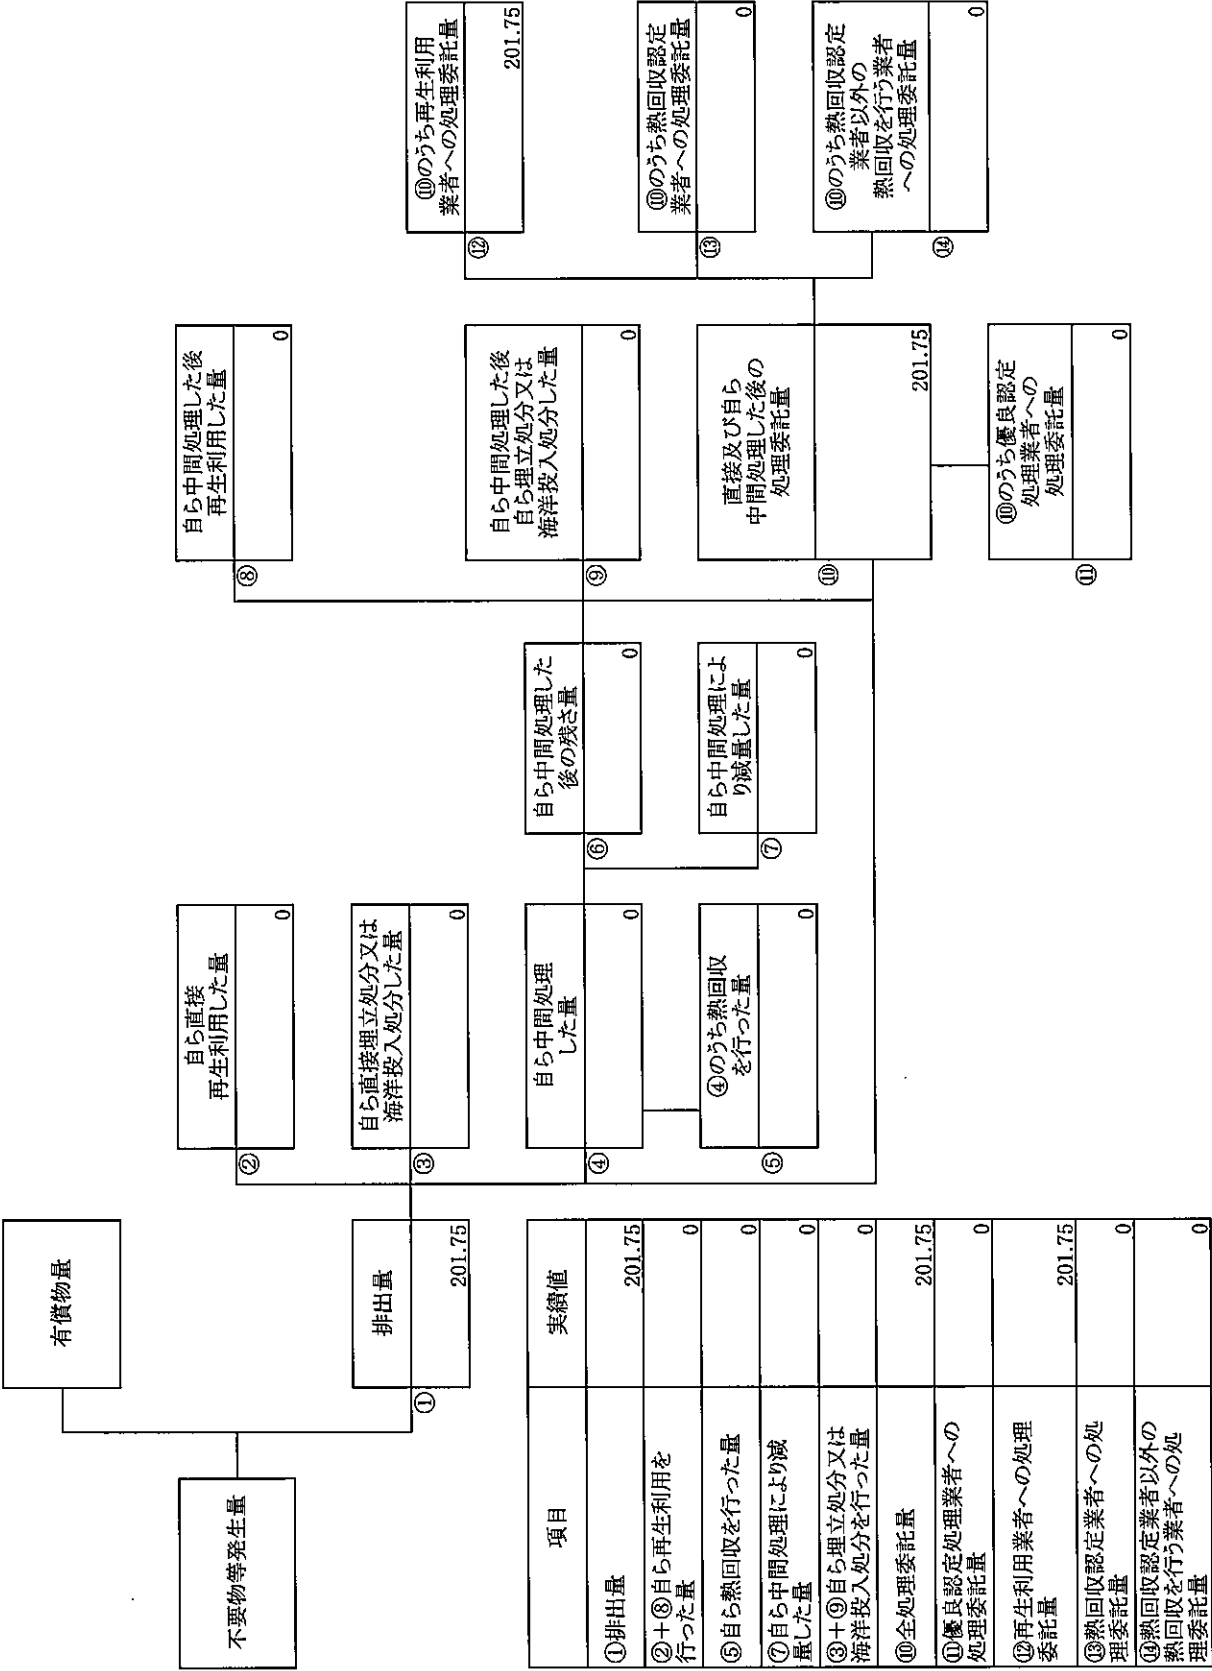 不要物等発生量
有償物量
①
排出量
201.75
②
自ら直接
再生利用した量
0
③
自ら直接埋立処分又は
海洋投入処分した量
0
④
自ら中間処理
した量
0
⑤
④のうち熱回収
を行った量
0
⑥
自ら中間処理した
後の残さ量
0
⑦
自ら中間処理によ
り減量した量
0
⑧
自ら中間処理した後
再生利用した量
0
⑨
自ら中間処理した後
自ら埋立処分又は
海洋投入処分した量
0
⑩
直接及び自ら
中間処理した後の
処理委託量
201.75
⑪
⑩のうち優良認定
処理業者への
処理委託量
0
⑫
⑩のうち再生利用
業者への処理委託量
201.75
⑬
⑩のうち熱回収認定
業者への処理委託量
0
⑭
⑩のうち熱回収認定
業者以外の
熱回収を行う業者
への処理委託量
0
項目 実績値
①排出量 201.75
②+⑧自ら再生利用を
行った量 0
⑤自ら熱回収を行った量 0
⑦自ら中間処理により減
量した量 0
③+⑨自ら埋立処分又は
海洋投入処分を行った量 0
⑩全処理委託量 201.75
⑪優良認定処理業者への
処理委託量 0
⑫再生利用業者への処理
委託量 201.75
⑬熱回収認定業者への処
理委託量 0
⑭熱回収認定業者以外の
熱回収を行う業者への処
理委託量 0